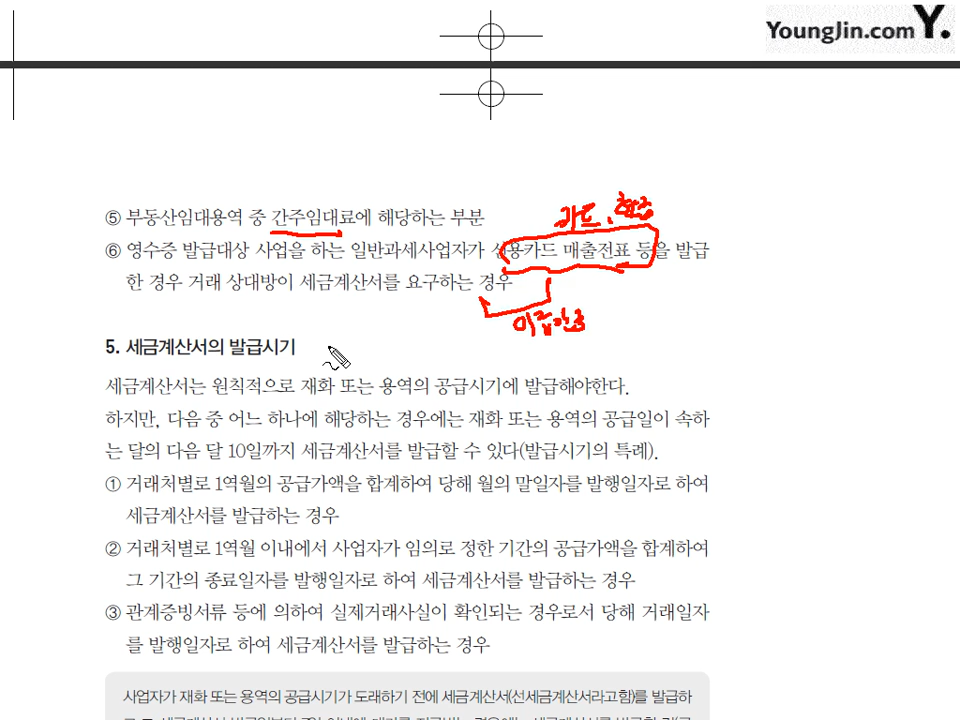 YoungJin.com Y.
⑤ 부동산임대용역 중 간주임대료에 해당하는 부분
카드, 현금
⑥ 영수증 발급대상 사업을 하는 일반과세사업자가 신용카드 매출전표 등을 발급
한 경우 거래 상대방이 세금계산서를 요구하는 경우
5. 세금계산서의 발급시기
세금계산서는 원칙적으로 재화 또는 용역의 공급시기에 발급해야한다.
하지만, 다음 중 어느 하나에 해당하는 경우에는 재화 또는 용역의 공급일이 속하
는 달의 다음 달 10일까지 세금계산서를 발급할 수 있다(발급시기의 특례).
① 거래처별로 1역월의 공급가액을 합계하여 당해 월의 말일자를 발행일자로 하여
세금계산서를 발급하는 경우
② 거래처별로 1역월 이내에서 사업자가 임의로 정한 기간의 공급가액을 합계하여
그 기간의 종료일자를 발행일자로 하여 세금계산서를 발급하는 경우
③ 관계증빙서류 등에 의하여 실제거래사실이 확인되는 경우로서 당해 거래일자
를 발행일자로 하여 세금계산서를 발급하는 경우
사업자가 재화 또는 용역의 공급시기가 도래하기 전에 세금계산서(선세금계산서라고함)를 발급하